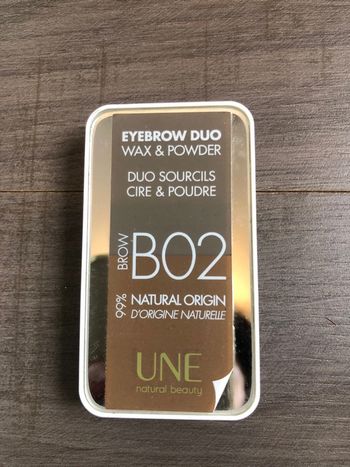 EYEBROW DUO
WAX & POWDER
DUO SOURCILS
CIRE & POUDRE
BROW B02
99% NATURAL ORIGIN
D'ORIGINE NATURELLE
UNE
natural beauty